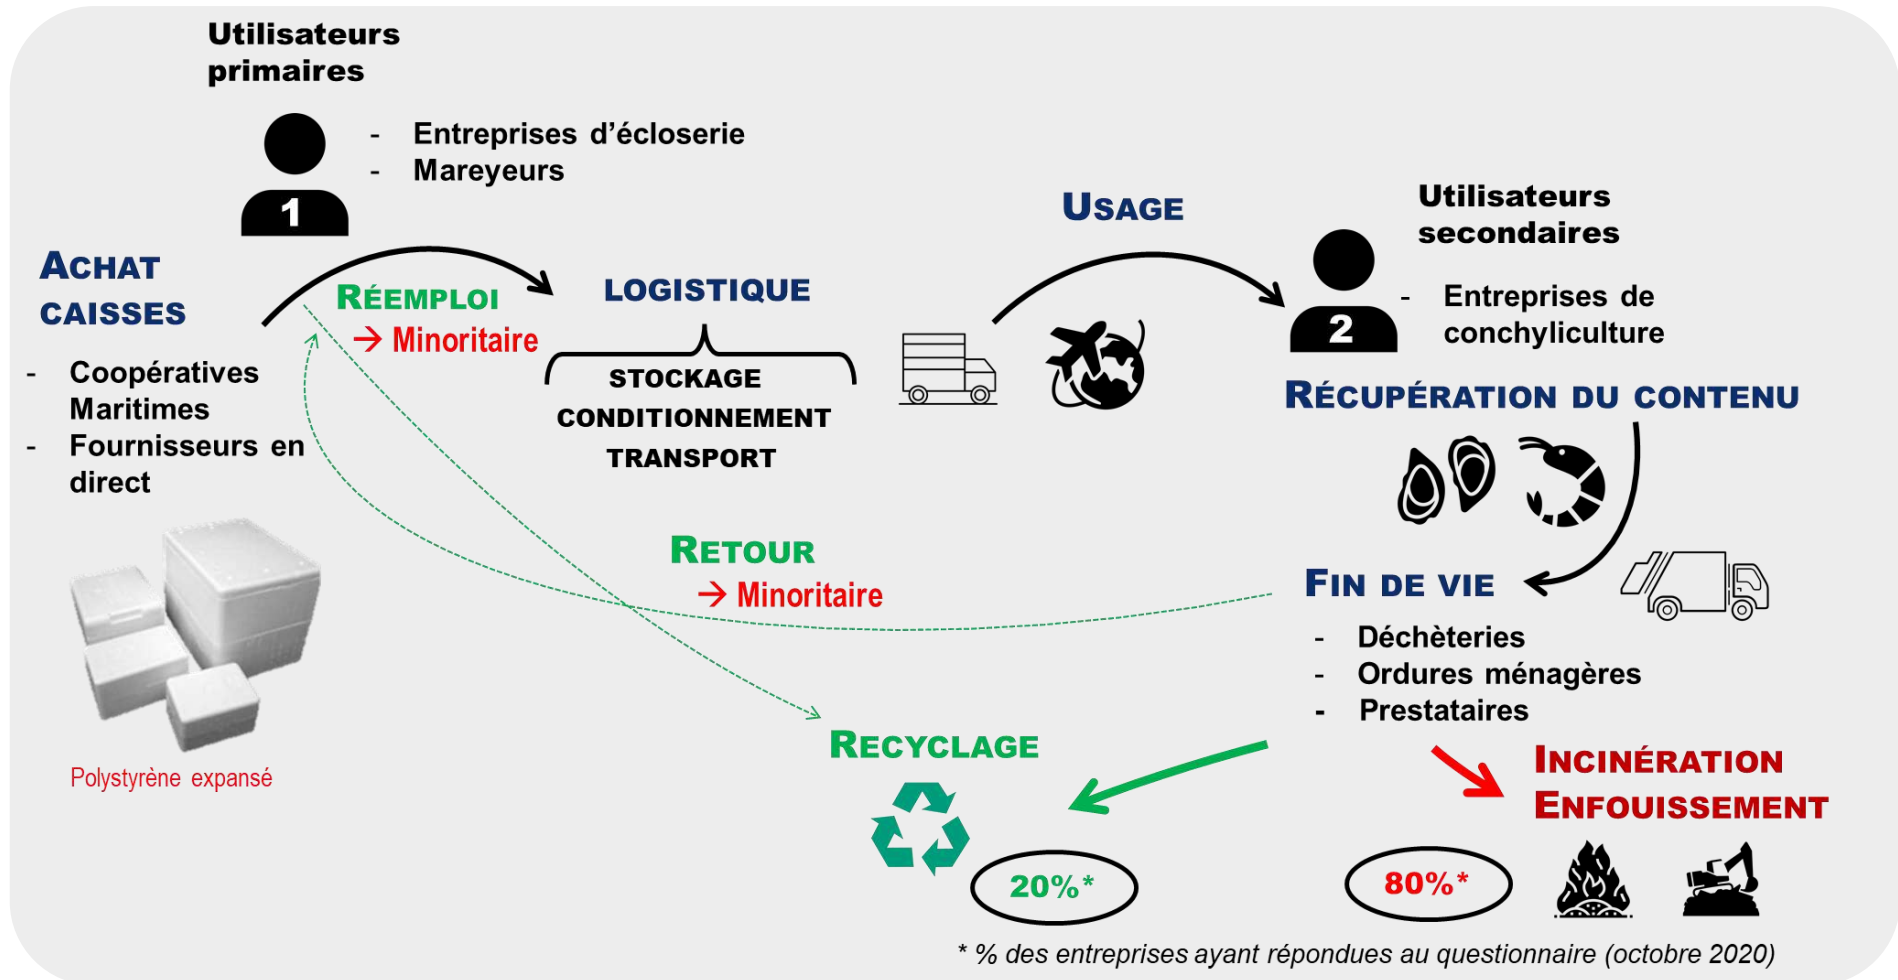 Utilisateurs
primaires
- Entreprises d'écloserie
- Mareyeurs
1
ACHAT
CAISSES
- Coopératives
Maritimes
- Fournisseurs en
direct
Polystyrène expansé
RÉEMPLOI
→ Minoritaire
LOGISTIQUE
STOCKAGE
CONDITIONNEMENT
TRANSPORT
USAGE
Utilisateurs
secondaires
2
- Entreprises de
conchyliculture
RÉCUPÉRATION DU CONTENU
RETOUR
→ Minoritaire
FIN DE VIE
- Déchèteries
- Ordures ménagères
- Prestataires
RECYCLAGE
20%*
INCINÉRATION
ENFOUISSEMENT
80%*
* % des entreprises ayant répondues au questionnaire (octobre 2020)